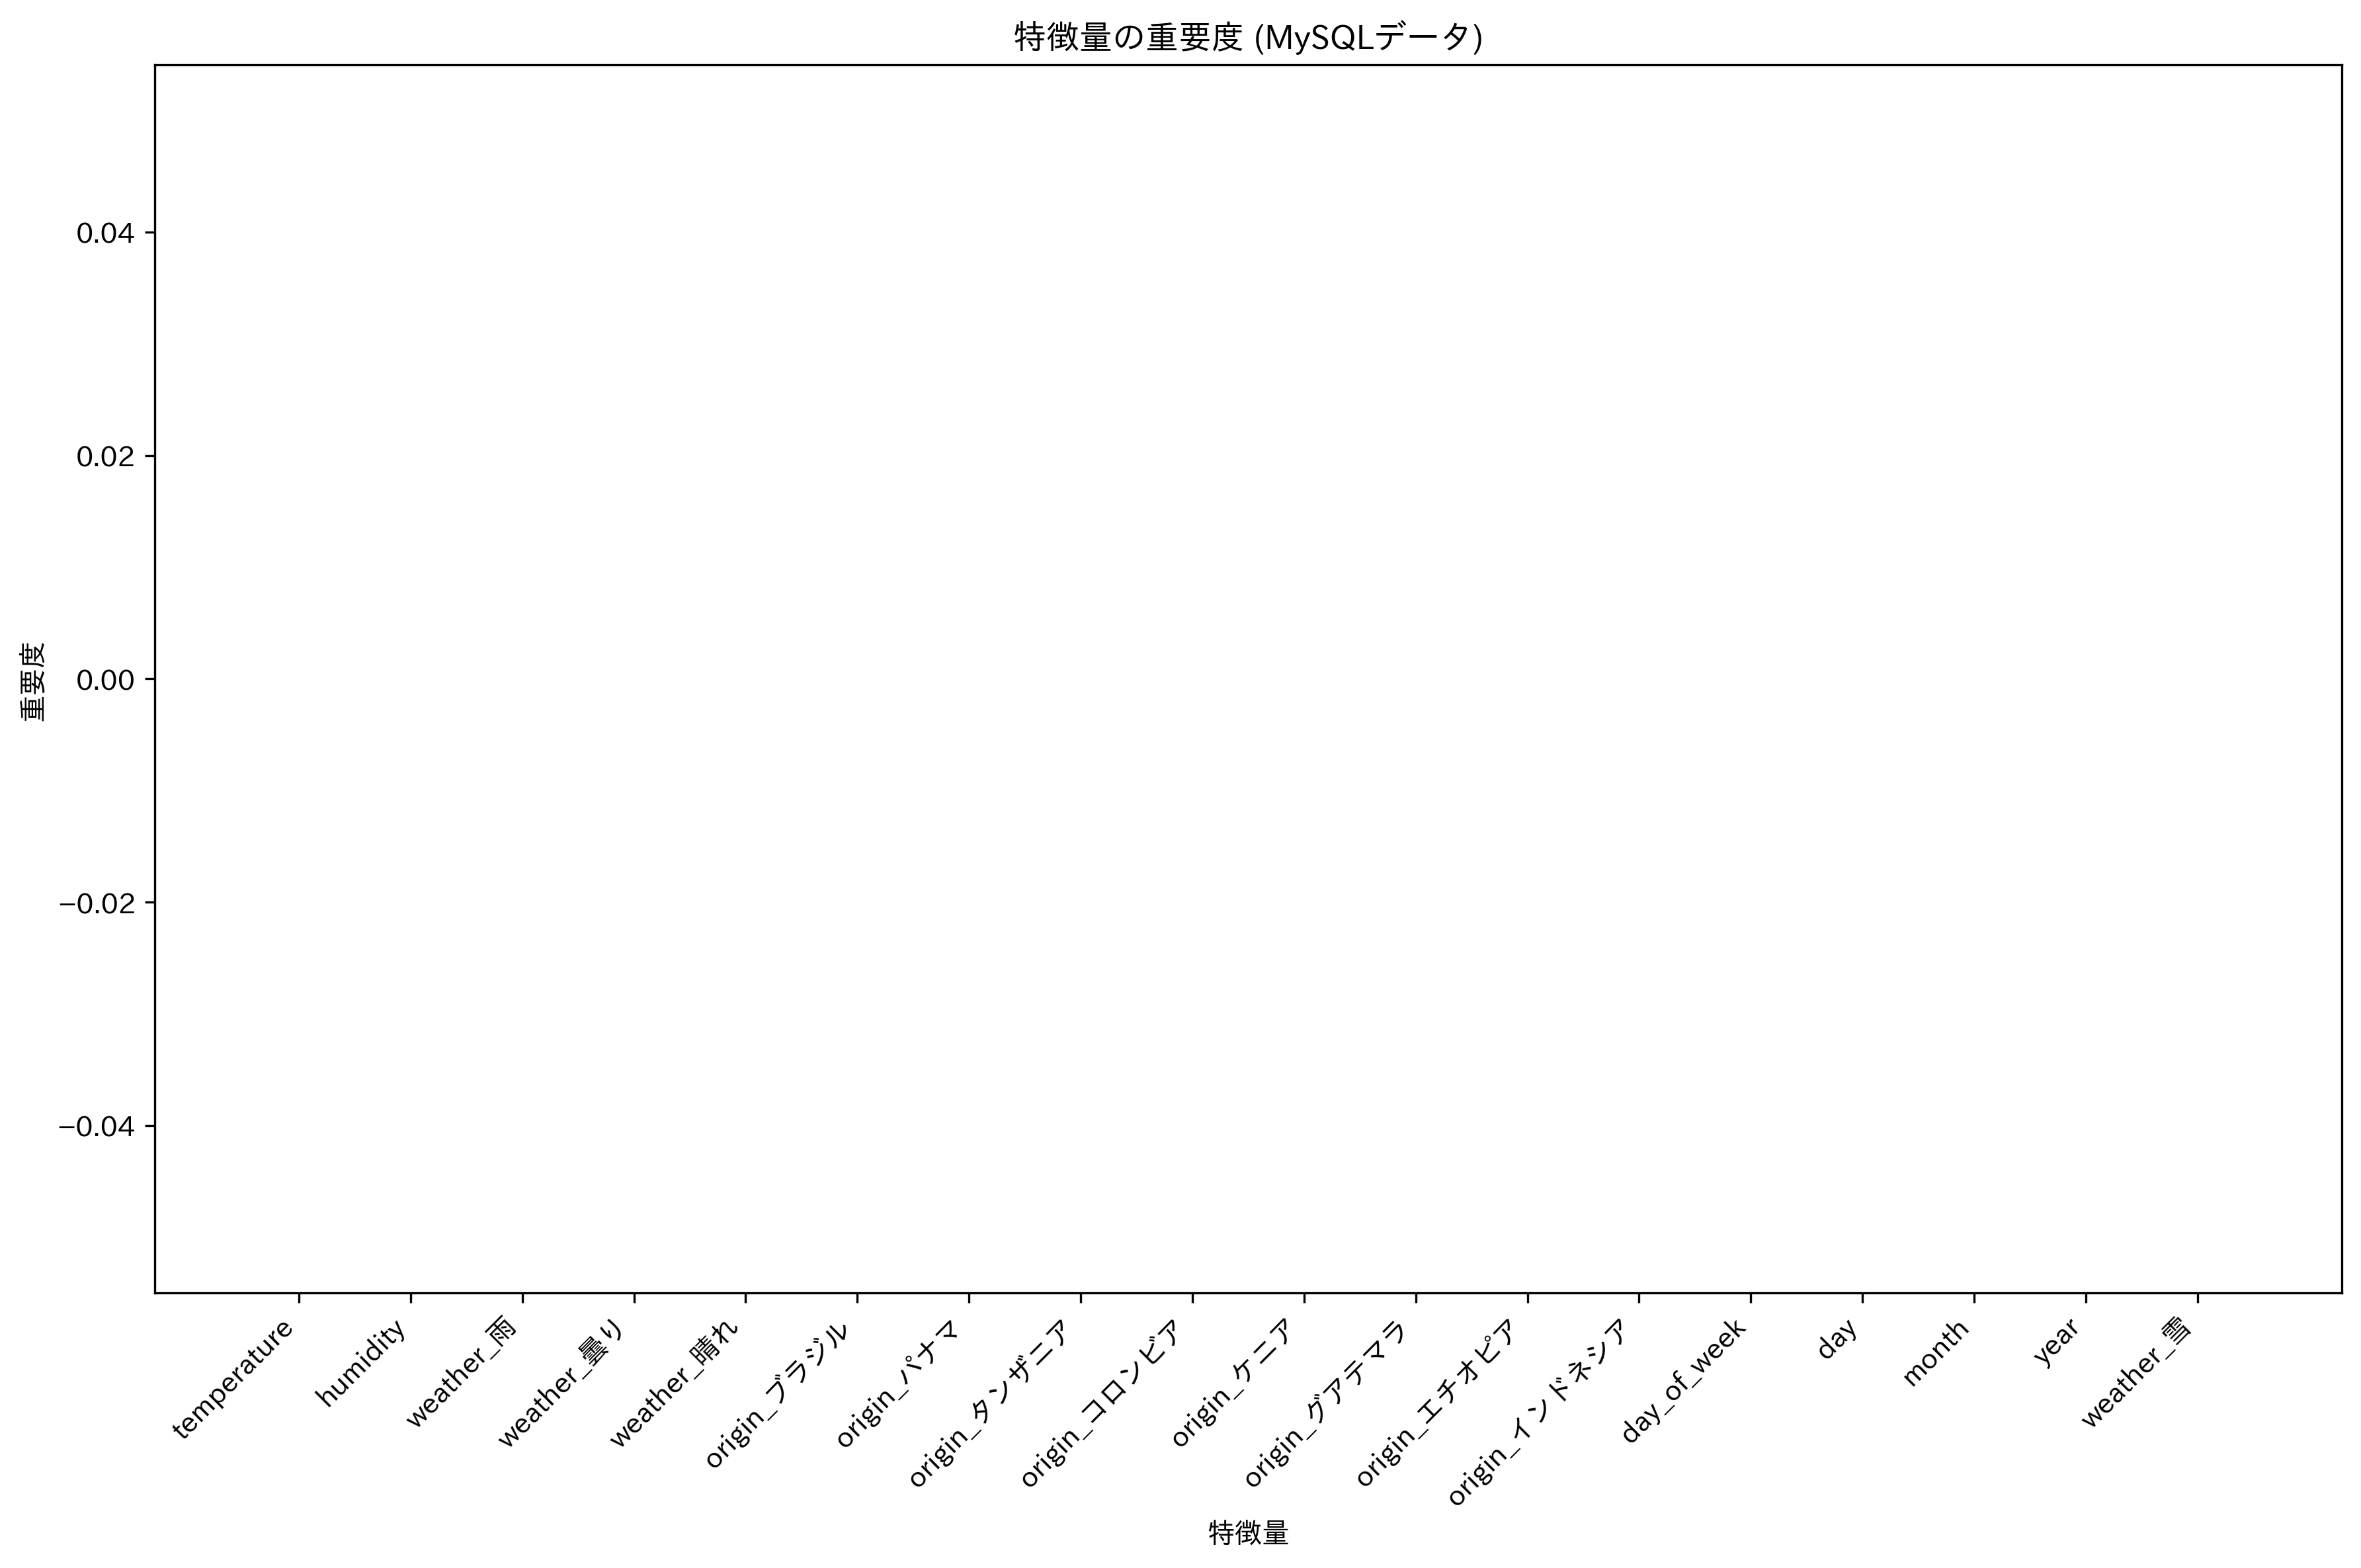 特徴量の重要度 (MySQLデータ)
重要度
0.04
0.02
0.00
−0.02
−0.04
temperature
humidity
weather_雨
weather_曇り
weather_晴れ
origin_ブラジル
origin_パナマ
origin_タンザニア
origin_コロンビア
origin_ケニア
origin_グアテマラ
origin_エチオピア
origin_インドネシア
day_of_week
day
month
year
weather_雪
特徴量